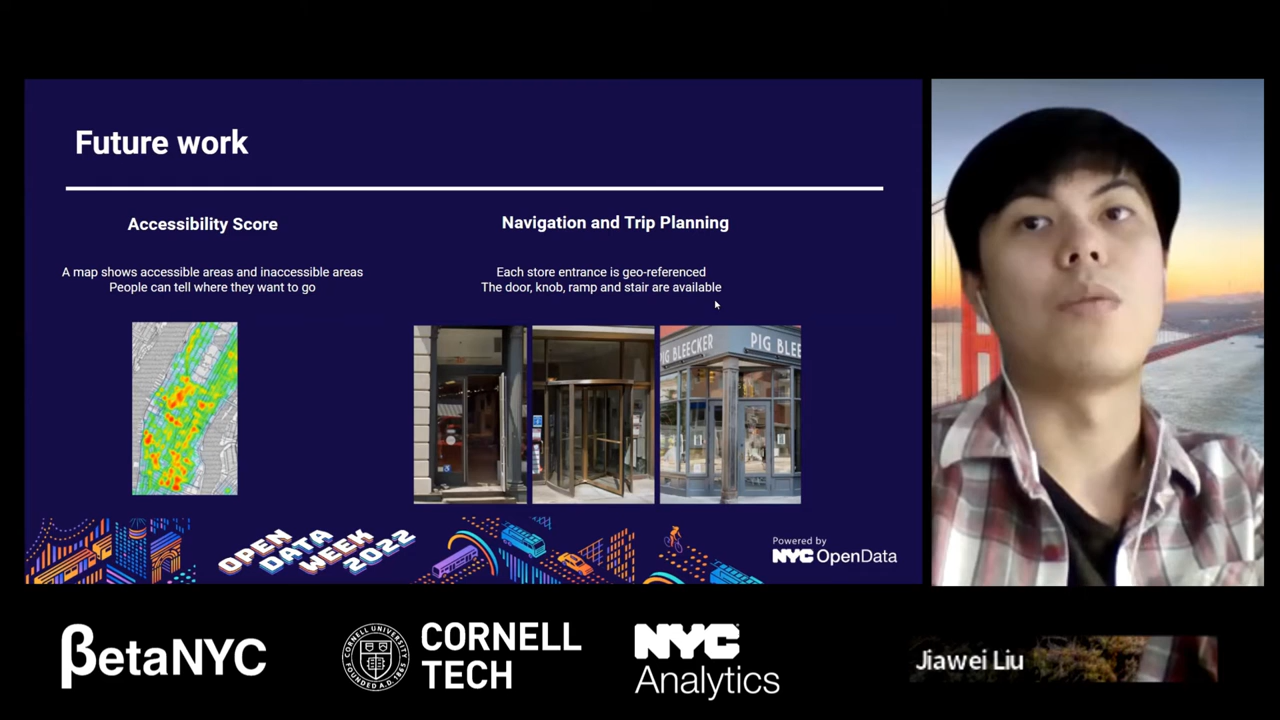 Future work
Accessibility Score
A map shows accessible areas and inaccessible areas
People can tell where they want to go
Navigation and Trip Planning
Each store entrance is geo-referenced
The door, knob, ramp and stair are available
PIG BLEECKER
PIG BLEE
OPEN
DATA
WEEK
2022
Powered by
NYC OpenData
βetaNYC
CORNELL
TECH
NYC
Analytics
Jiawei Liu